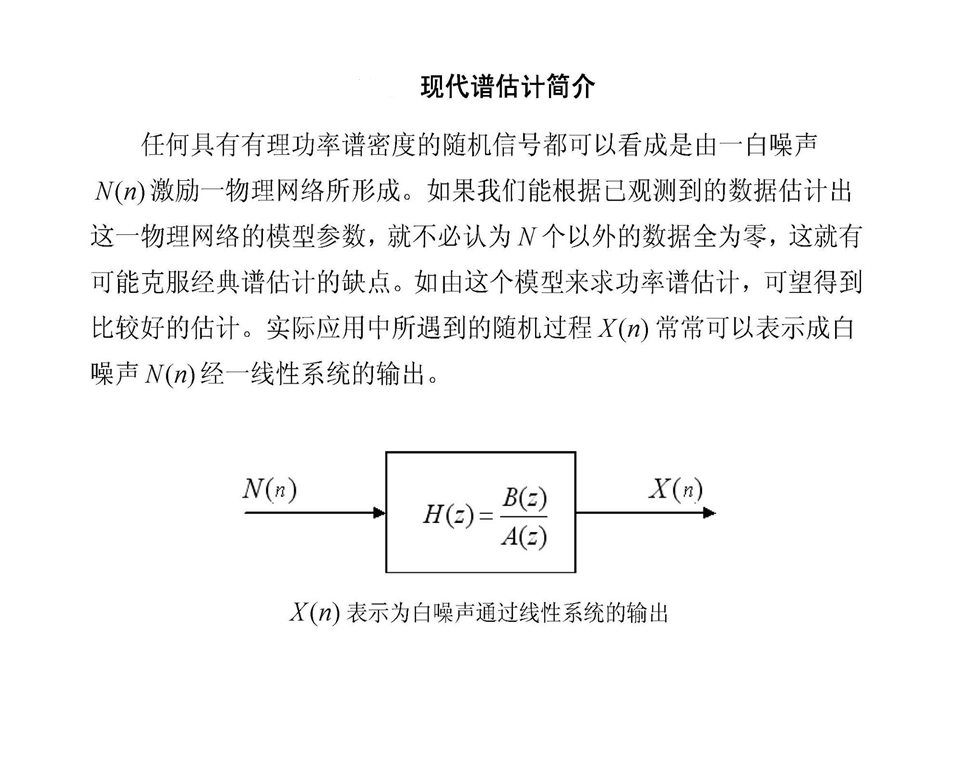 现代谱估计简介
任何具有有理功率谱密度的随机信号都可以看成是由一白噪声
N(n) 激励一物理网络所形成。如果我们能根据已观测到的数据估计出
这一物理网络的模型参数，就不必认为 N 个以外的数据全为零，这就有
可能克服经典谱估计的缺点。如由这个模型来求功率谱估计，可望得到
比较好的估计。实际应用中所遇到的随机过程 X(n) 常常可以表示成白
噪声 N(n) 经一线性系统的输出。
N(n)
H(z) = B(z)/A(z)
X(n)
X(n) 表示为白噪声通过线性系统的输出